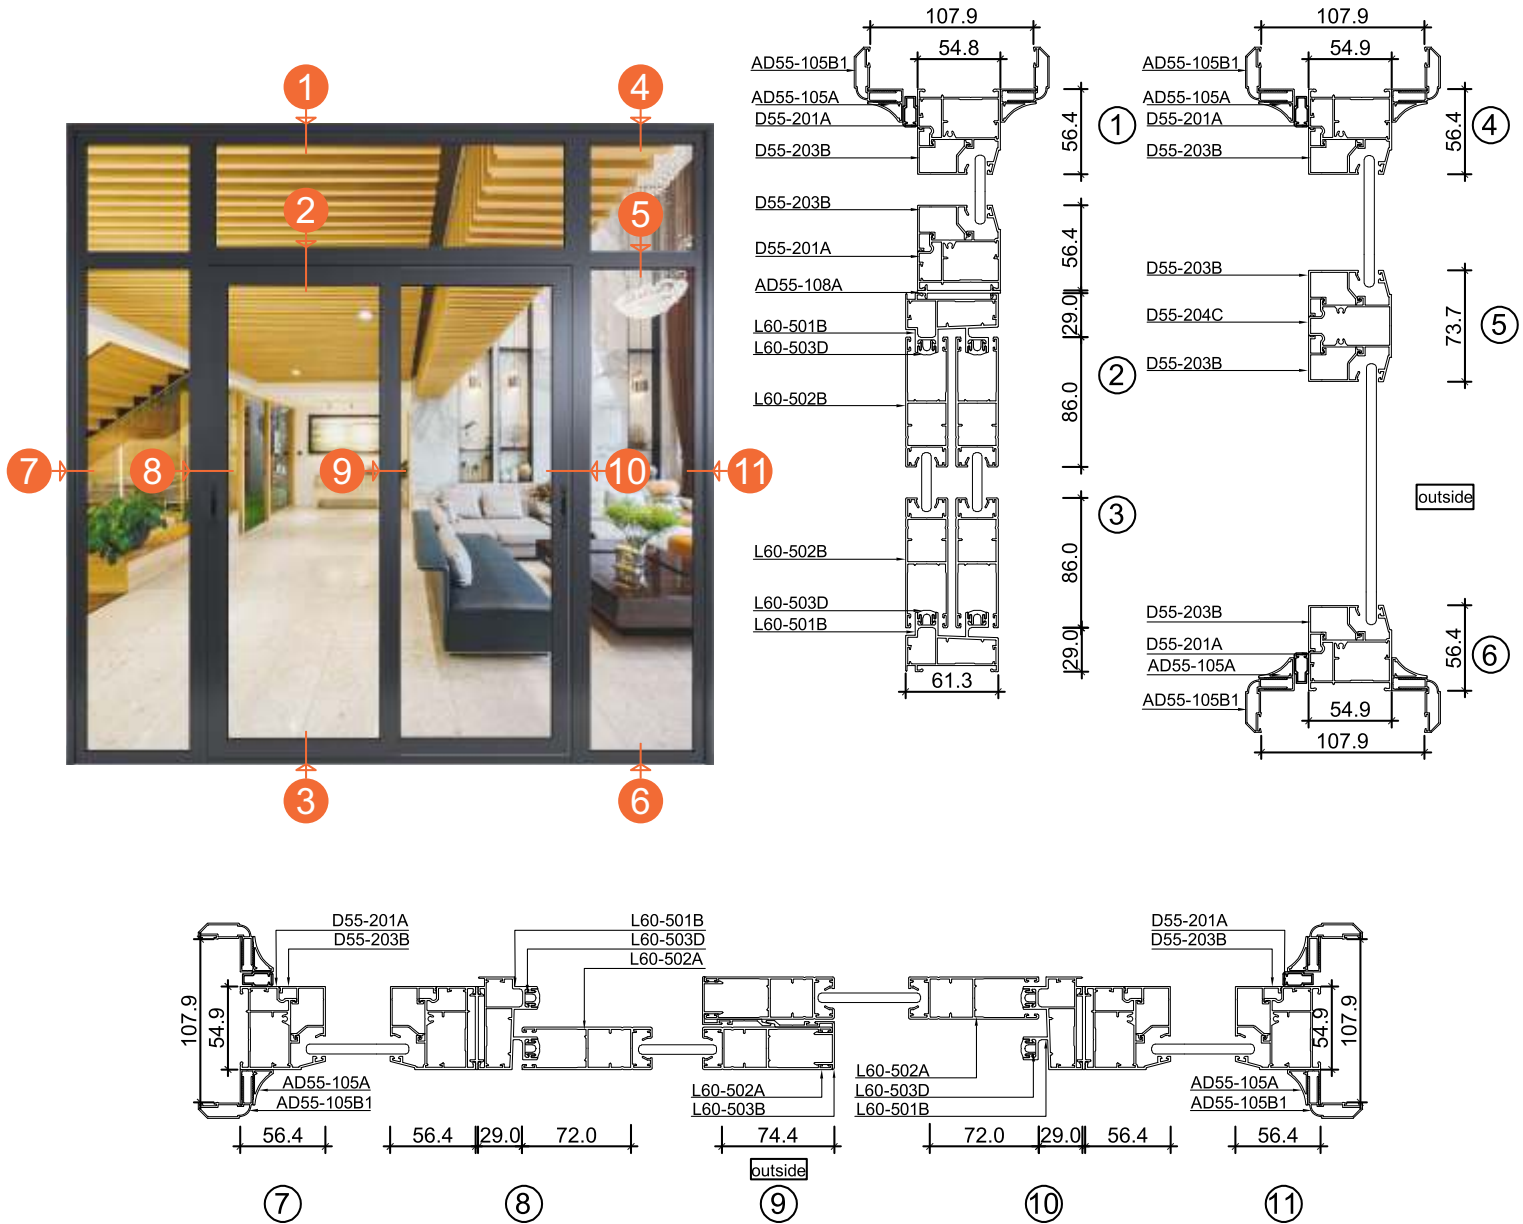 1
4
2
5
7
8
9
10
11
3
6
107.9
54.8
AD55-105B1
AD55-105A
D55-201A
D55-203B
56.4
1
D55-203B
D55-201A
AD55-108A
L60-501B
L60-503D
L60-502B
56.4
29.0
86.0
2
3
L60-502B
L60-503D
L60-501B
86.0
29.0
61.3
107.9
54.9
AD55-105B1
AD55-105A
D55-201A
D55-203B
56.4
4
D55-203B
D55-204C
D55-203B
73.7
5
outside
D55-203B
D55-201A
AD55-105A
AD55-105B1
56.4
6
54.9
107.9
D55-201A
D55-203B
107.9
54.9
AD55-105A
AD55-105B1
L60-501B
L60-503D
L60-502A
L60-502A
L60-503B
L60-502A
L60-503D
L60-501B
D55-201A
D55-203B
54.9
107.9
AD55-105A
AD55-105B1
56.4
56.4
29.0
72.0
74.4
72.0
29.0
56.4
56.4
outside
7
8
9
10
11